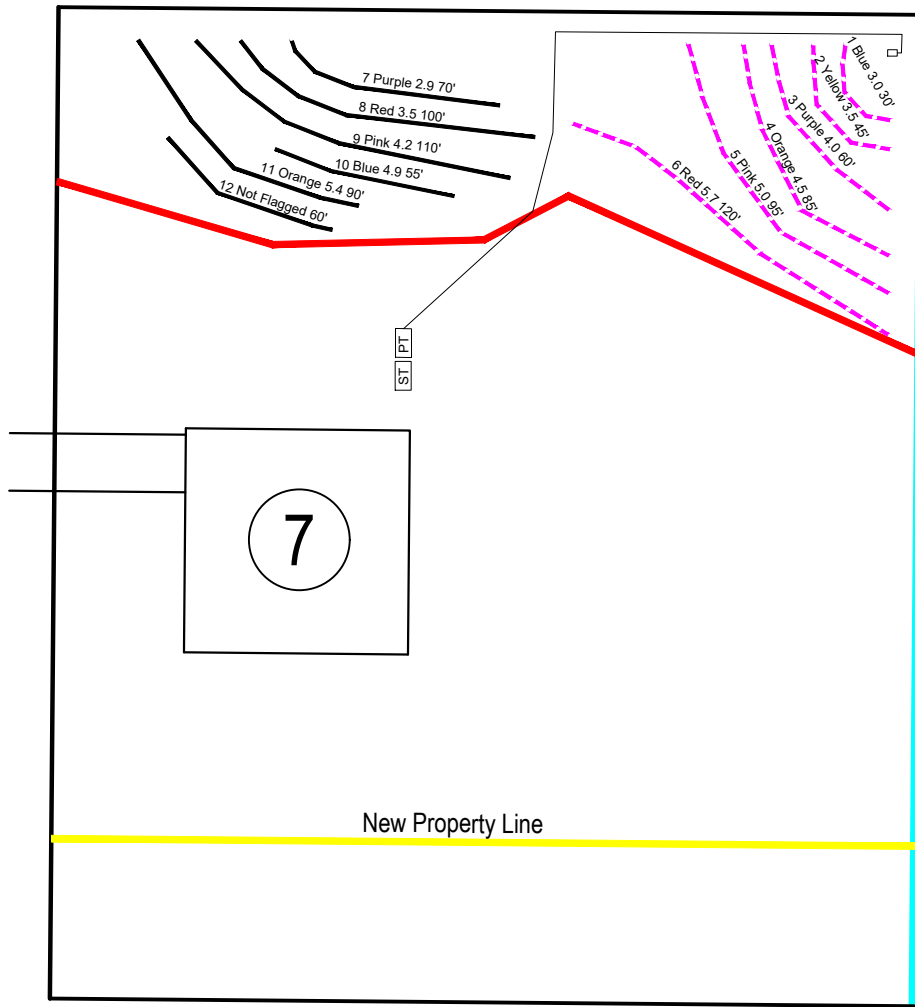 7 Purple 2.9 70'
8 Red 3.5 100'
9 Pink 4.2 110'
10 Blue 4.9 55'
11 Orange 5.4 90'
12 Not Flagged 60'
1 Blue 3.0 30'
2 Yellow 3.5 45'
3 Purple 4.0 60'
4 Orange 4.5 85'
5 Pink 5.0 95'
6 Red 5.7 120'
PT
ST
7
New Property Line